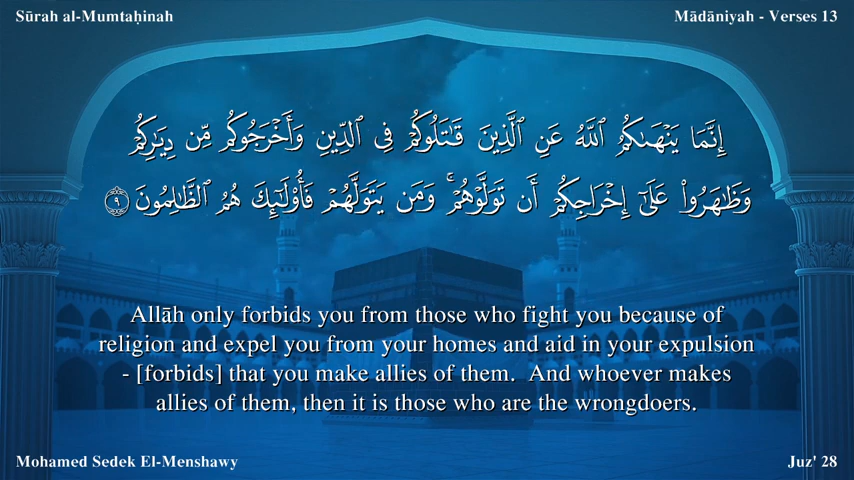 Sūrah al-Mumtaḥinah
Mādāniyah - Verses 13
إِنَّمَا يَنْهَىٰكُمُ ٱللَّهُ عَنِ ٱلَّذِينَ قَٰتَلُوكُمْ فِى ٱلدِّينِ وَأَخْرَجُوكُم مِّن دِيَٰرِكُمْ
وَظَٰهَرُوا۟ عَلَىٰٓ إِخْرَاجِكُمْ أَن تَوَلَّوْهُمْ ۚ وَمَن يَتَوَلَّهُمْ فَأُو۟لَٰٓئِكَ هُمُ ٱلظَّٰلِمُونَ ٩
Allāh only forbids you from those who fight you because of
religion and expel you from your homes and aid in your expulsion
- [forbids] that you make allies of them.  And whoever makes
allies of them, then it is those who are the wrongdoers.
Mohamed Sedek El-Menshawy
Juz' 28